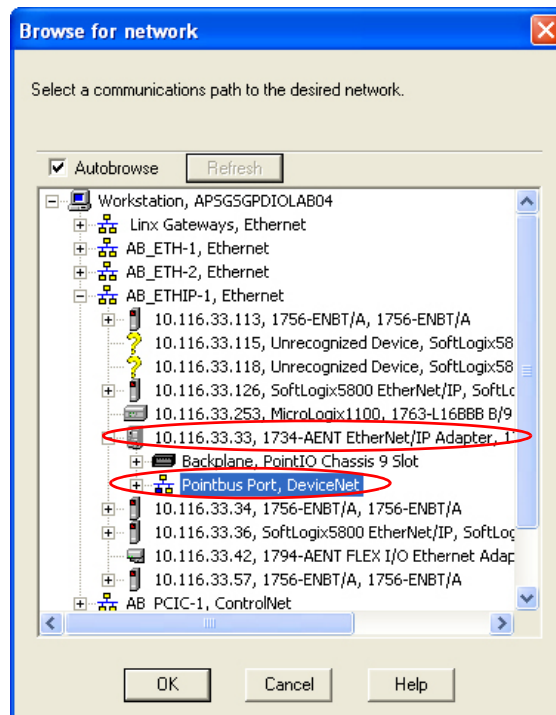 Browse for network
Select a communications path to the desired network.
Autobrowse
Refresh
Workstation, APSGSGPDIOLAB04
Linx Gateways, Ethernet
AB_ETH-1, Ethernet
AB_ETH-2, Ethernet
AB_ETHIP-1, Ethernet
10.116.33.113, 1756-ENBT/A, 1756-ENBT/A
10.116.33.115, Unrecognized Device, SoftLogix58
10.116.33.118, Unrecognized Device, SoftLogix58
10.116.33.126, SoftLogix5800 EtherNet/IP, SoftLo
10.116.33.253, MicroLogix1100, 1763-L16BBB B/9
10.116.33.33, 1734-AENT EtherNet/IP Adapter, 17
Backplane, PointIO Chassis 9 Slot
Pointbus Port, DeviceNet
10.116.33.34, 1756-ENBT/A, 1756-ENBT/A
10.116.33.36, SoftLogix5800 EtherNet/IP, SoftLog
10.116.33.42, 1794-AENT FLEX I/O Ethernet Adap
10.116.33.57, 1756-ENBT/A, 1756-ENBT/A
AB_PCIC-1, ControlNet
OK
Cancel
Help